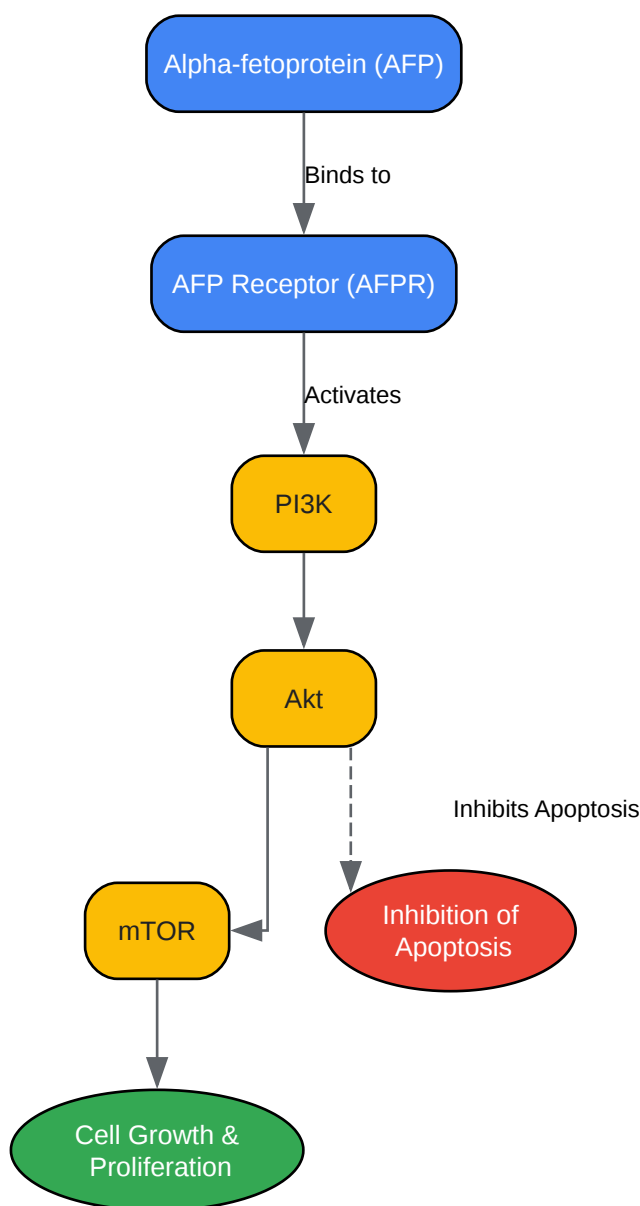 Alpha-fetoprotein (AFP)
Binds to
AFP Receptor (AFPR)
Activates
PI3K
Akt
Inhibits Apoptosis
mTOR
Inhibition of
Apoptosis
Cell Growth &
Proliferation